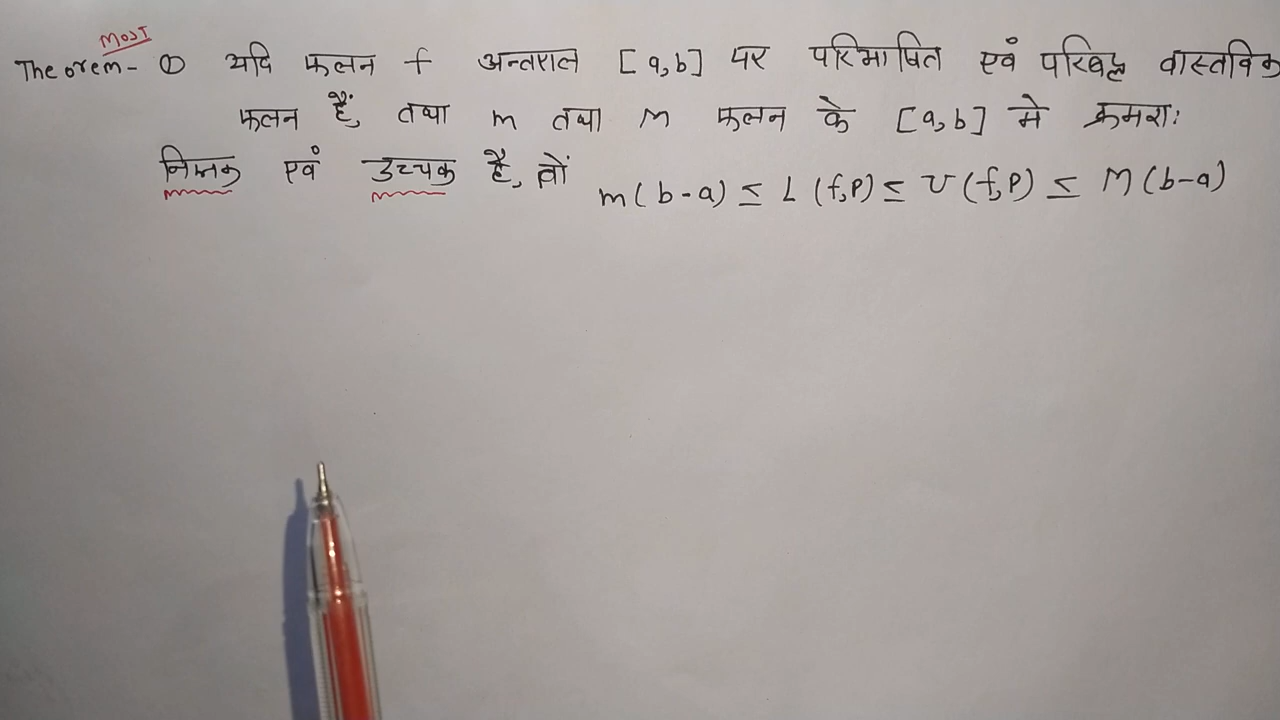 Most
Theorem- ① यदि फलन f अन्तराल [a,b] पर परिभाषित एवं परिबद्ध वास्तविक
फलन हैं, तथा m तथा M फलन के [a,b] मे क्रमशः
निम्नक एवं उच्चक है, तों m(b-a) ≤ L(f,P) ≤ U(f,P) ≤ M(b-a)